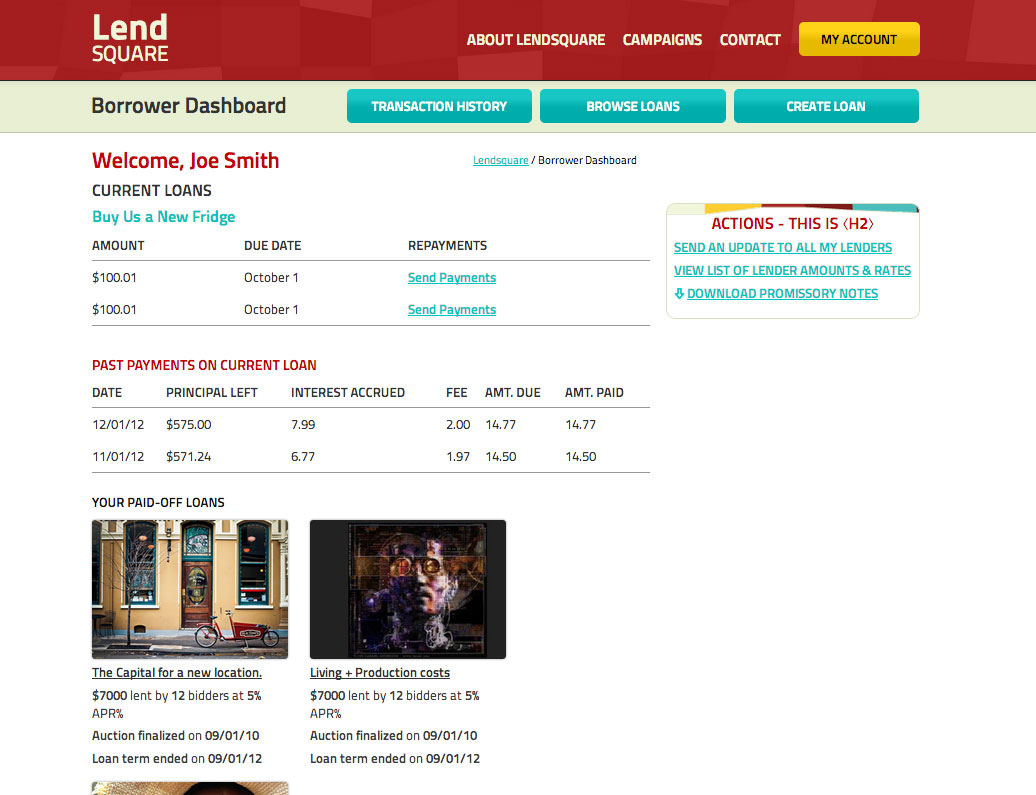 Lend
SQUARE
ABOUT LENDSQUARE CAMPAIGNS CONTACT MY ACCOUNT
Borrower Dashboard TRANSACTION HISTORY BROWSE LOANS CREATE LOAN
Welcome, Joe Smith
Lendsquare / Borrower Dashboard
CURRENT LOANS
Buy Us a New Fridge
AMOUNT DUE DATE REPAYMENTS
$100.01 October 1 Send Payments
$100.01 October 1 Send Payments
ACTIONS - THIS IS 〈H2〉
SEND AN UPDATE TO ALL MY LENDERS
VIEW LIST OF LENDER AMOUNTS & RATES
DOWNLOAD PROMISSORY NOTES
PAST PAYMENTS ON CURRENT LOAN
DATE PRINCIPAL LEFT INTEREST ACCRUED FEE AMT. DUE AMT. PAID
12/01/12 $575.00 7.99 2.00 14.77 14.77
11/01/12 $571.24 6.77 1.97 14.50 14.50
YOUR PAID-OFF LOANS
The Capital for a new location.
$7000 lent by 12 bidders at 5%
APR%
Auction finalized on 09/01/10
Loan term ended on 09/01/12
Living + Production costs
$7000 lent by 12 bidders at 5%
APR%
Auction finalized on 09/01/10
Loan term ended on 09/01/12